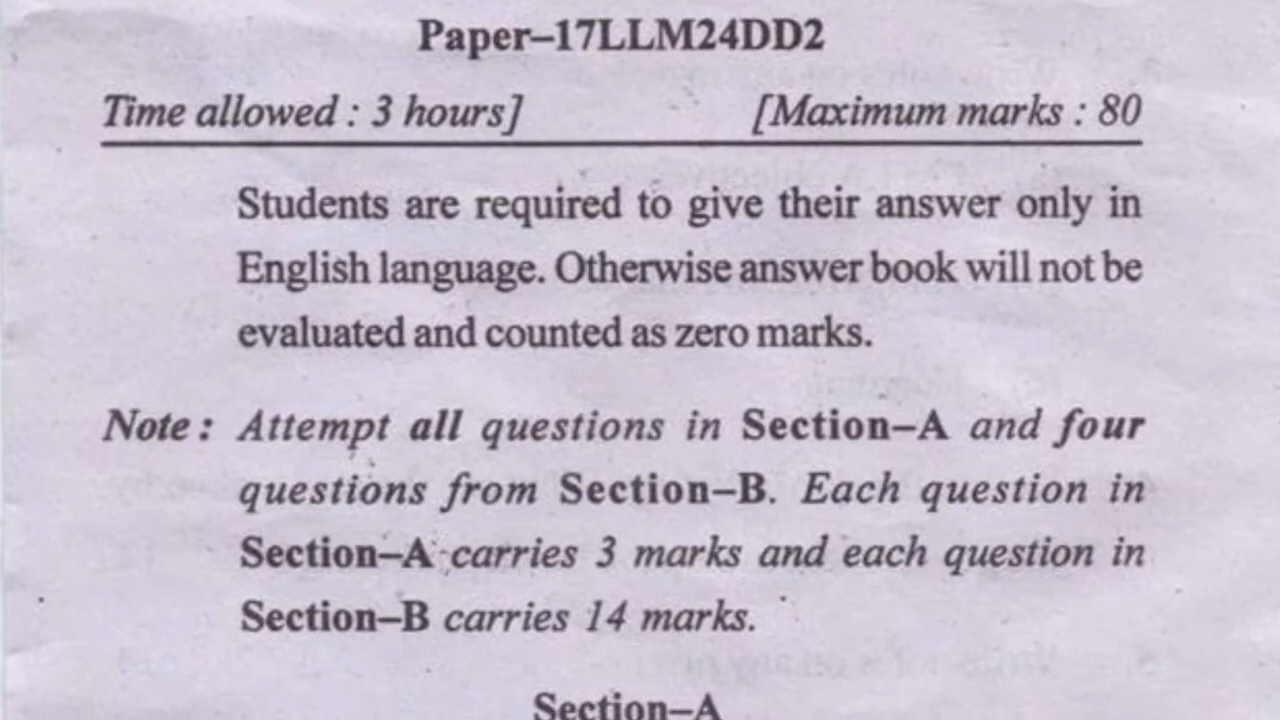 Paper–17LLM24DD2
Time allowed : 3 hours] [Maximum marks : 80
Students are required to give their answer only in
English language. Otherwise answer book will not be
evaluated and counted as zero marks.
Note : Attempt all questions in Section–A and four
questions from Section–B. Each question in
Section–A carries 3 marks and each question in
Section–B carries 14 marks.
Section–A